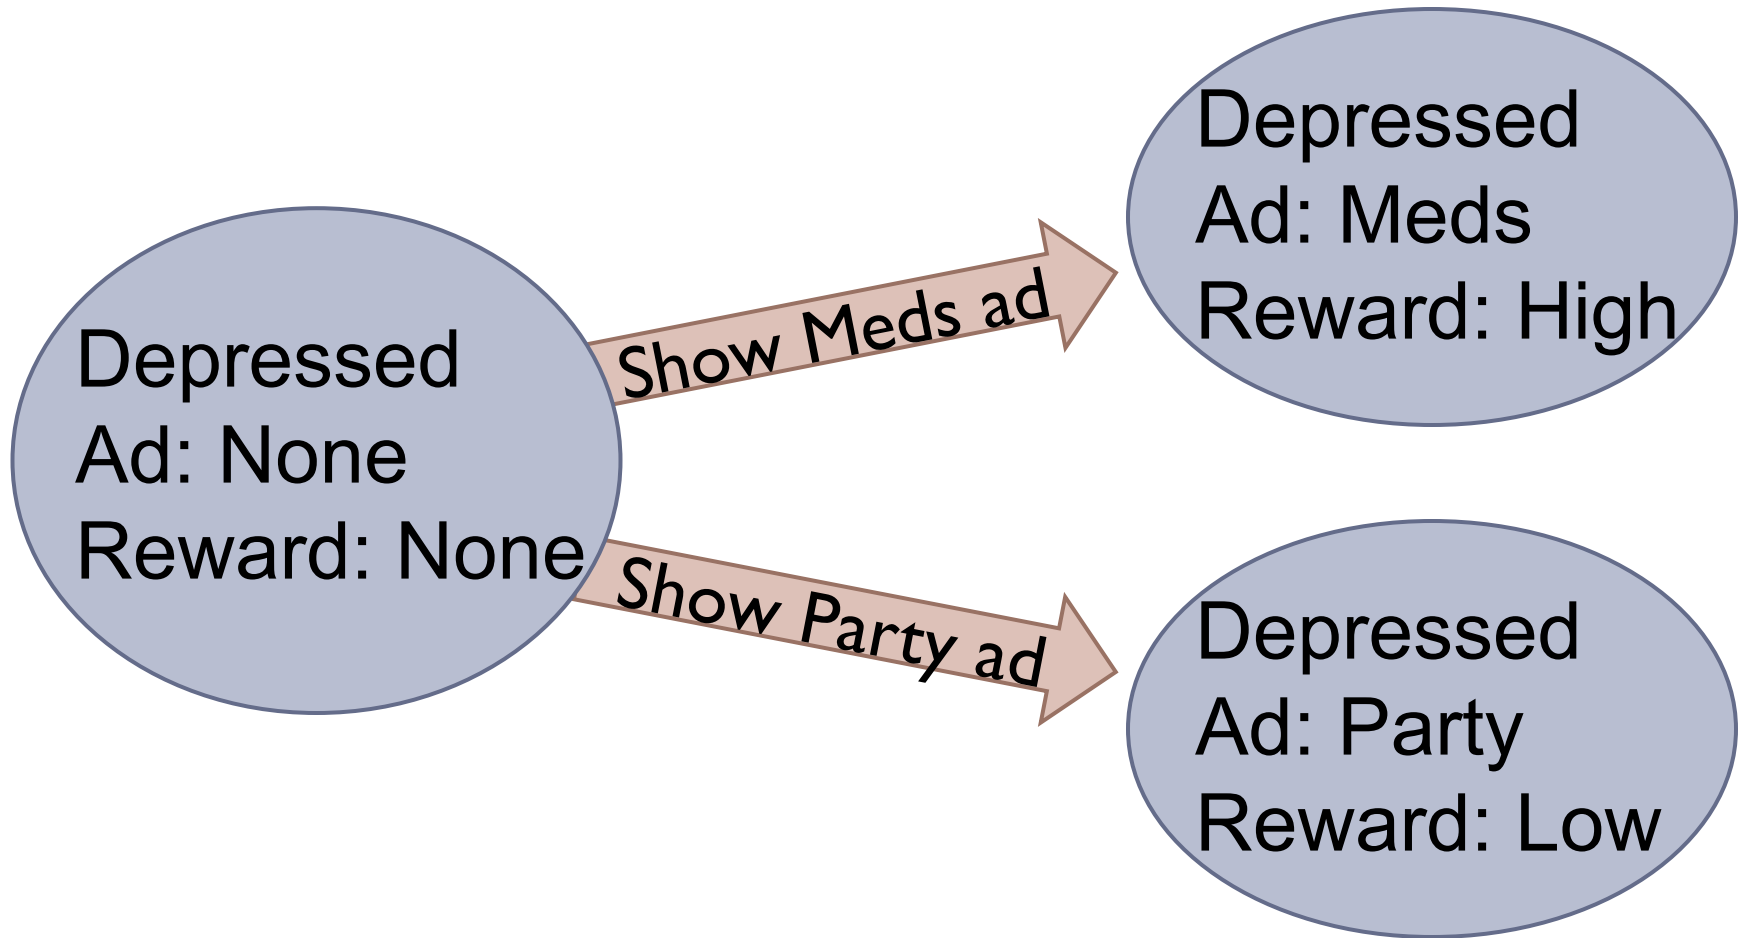 Depressed
Ad: None
Reward: None
Show Meds ad
Depressed
Ad: Meds
Reward: High
Show Party ad
Depressed
Ad: Party
Reward: Low